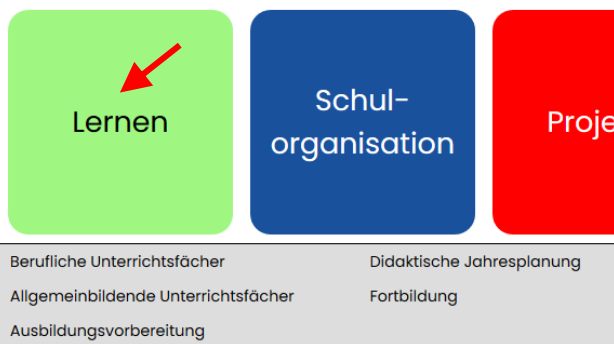 Lernen
Schul-
organisation
Proje
Berufliche Unterrichtsfächer
Didaktische Jahresplanung
Allgemeinbildende Unterrichtsfächer
Fortbildung
Ausbildungsvorbereitung